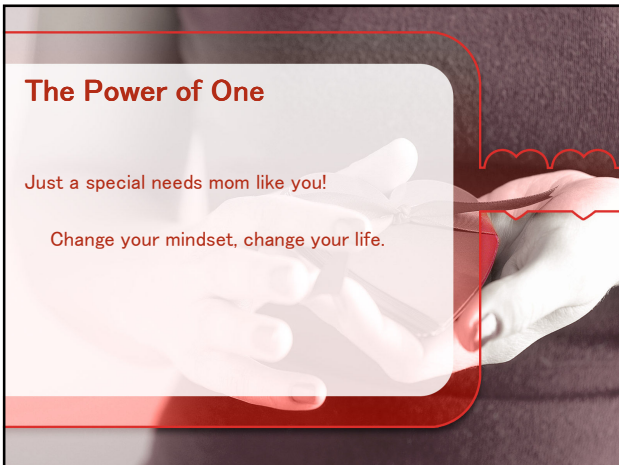 The Power of One
Just a special needs mom like you!
Change your mindset, change your life.